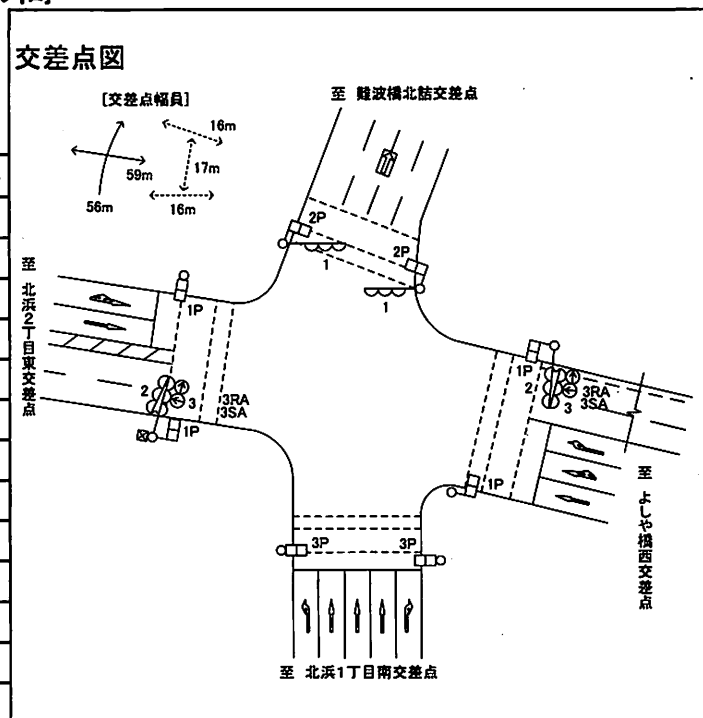 交差点図
[交差点幅員]
16m
17m
59m
56m
16m
至 難波橋北詰交差点
2P
2P
1
1
至 北浜2丁目東交差点
1P
1P
2
3
3RA
3SA
1P
2
3
3RA
3SA
1P
3P
3P
至 よしや橋西交差点
至 北浜1丁目南交差点